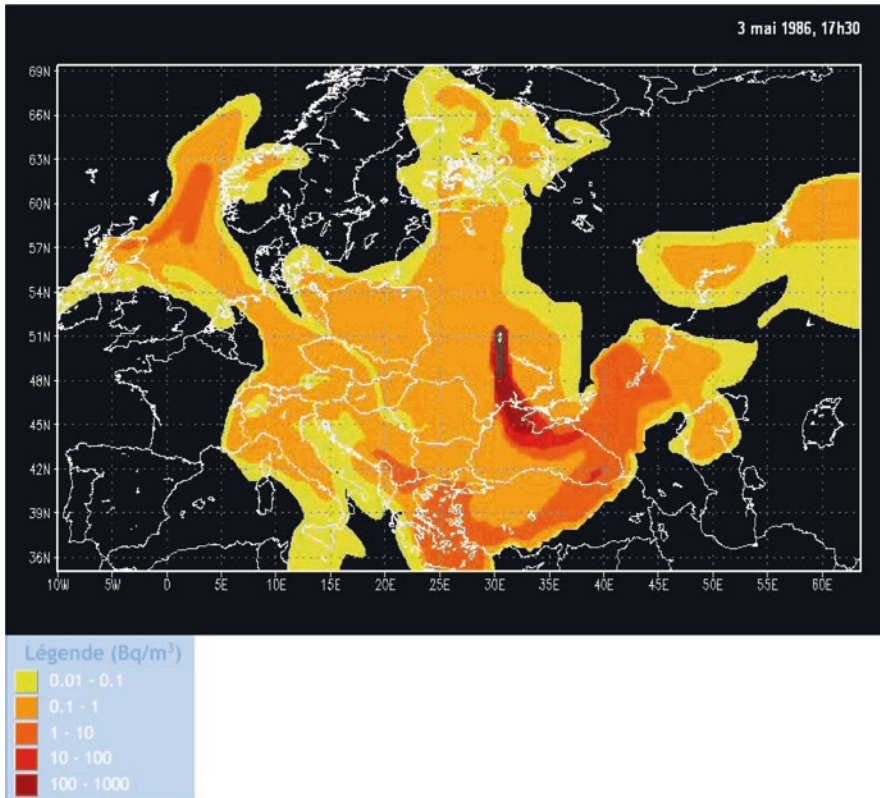 3 mai 1986, 17h30
69N
66N
63N
60N
57N
54N
51N
48N
45N
42N
39N
36N
10W 5W 0 5E 10E 15E 20E 25E 30E 35E 40E 45E 50E 55E 60E
Légende (Bq/m³)
0.01 - 0.1
0.1 - 1
1 - 10
10 - 100
100 - 1000